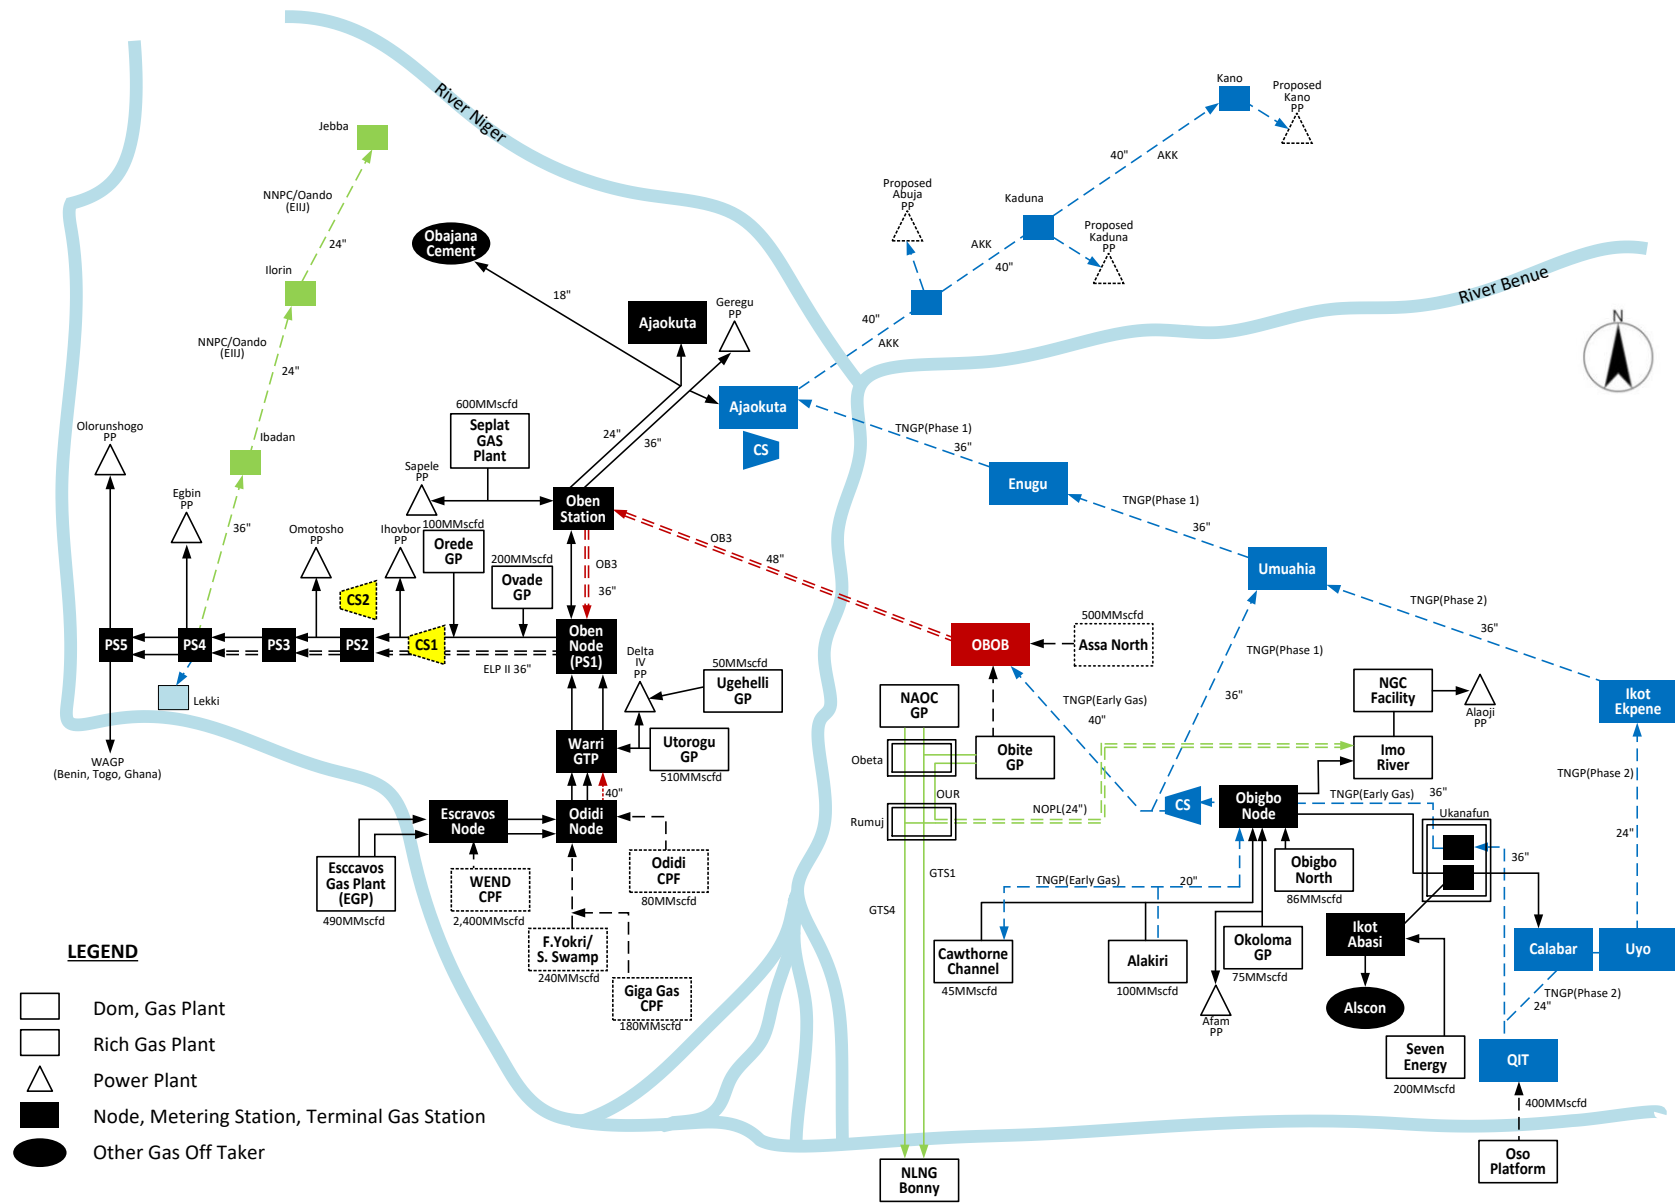 River Niger
Kano
Proposed
Kano
PP
Jebba
40"
AKK
NNPC/Oando
(EIIJ)
Proposed
Abuja
PP
Kaduna
24"
Obajana
Cement
AKK
Proposed
Kaduna
PP
40"
River Benue
Ilorin
18"
Geregu
PP
Ajaokuta
40"
AKK
N
NNPC/Oando
(EIIJ)
24"
Ajaokuta
CS
600MMscfd
Seplat
GAS
Plant
24"
36"
TNGP(Phase 1)
36"
Olorunshogo
PP
Ibadan
Sapele
PP
Enugu
Egbin
PP
Oben
Station
TNGP(Phase 1)
36"
36"
Omotosho
PP
Ihovbor
PP
100MMscfd
Orede
GP
200MMscfd
Ovade
GP
OB3
36"
OB3
48"
Umuahia
CS2
TNGP(Phase 2)
36"
500MMscfd
Assa North
OBOB
PS5
PS4
PS3
PS2
CS1
Oben
Node
(PS1)
ELP II 36"
Delta
IV
PP
50MMscfd
Ugehelli
GP
TNGP(Phase 1)
36"
Lekki
NAOC
GP
TNGP(Early Gas)
40"
NGC
Facility
Alaoji
PP
Ikot
Ekpene
WAGP
(Benin, Togo, Ghana)
Warri
GTP
Utorogu
GP
510MMscfd
Obeta
Obite
GP
Imo
River
TNGP(Phase 2)
40"
OUR
NOPL(24")
CS
Obigbo
Node
TNGP(Early Gas)
36"
Ukanafun
Escravos
Node
Odidi
Node
Rumuj
24"
Esccavos
Gas Plant
(EGP)
490MMscfd
WEND
CPF
2,400MMscfd
Odidi
CPF
80MMscfd
GTS1
GTS4
TNGP(Early Gas)
20"
Obigbo
North
86MMscfd
36"
F.Yokri/
S. Swamp
240MMscfd
Giga Gas
CPF
180MMscfd
Cawthorne
Channel
45MMscfd
Alakiri
100MMscfd
Okoloma
GP
75MMscfd
Afam
PP
Ikot
Abasi
Alscon
Calabar
Uyo
TNGP(Phase 2)
24"
Seven
Energy
200MMscfd
QIT
400MMscfd
Oso
Platform
NLNG
Bonny
LEGEND
Dom, Gas Plant
Rich Gas Plant
Power Plant
Node, Metering Station, Terminal Gas Station
Other Gas Off Taker